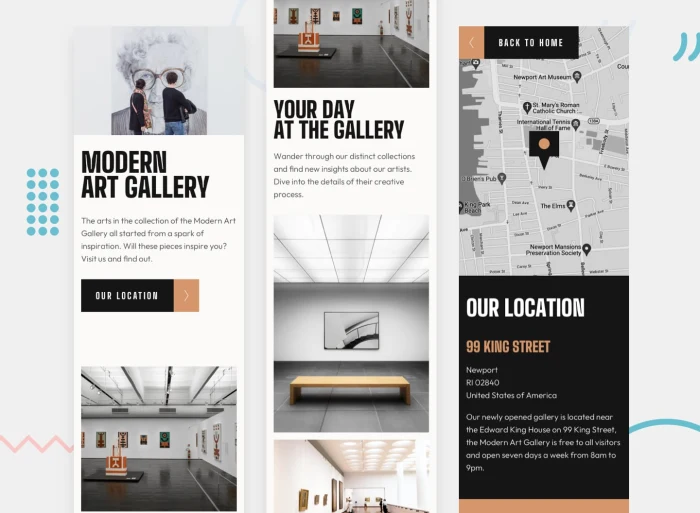 MODERN
ART GALLERY
The arts in the collection of the Modern Art
Gallery all started from a spark of
inspiration. Will these pieces inspire you?
Visit us and find out.
OUR LOCATION
YOUR DAY
AT THE GALLERY
Wander through our distinct collections
and find new insights about our artists.
Dive into the details of their creative
process.
BACK TO HOME
Newport Art Museum
St. Mary's Roman
Catholic Church
International Tennis
Hall of Fame
Thames St
O'Brien's Pub
King Park
Beach
The Elms
Newport Mansions
Preservation Society
OUR LOCATION
99 KING STREET
Newport
RI 02840
United States of America
Our newly opened gallery is located near
the Edward King House on 99 King Street,
the Modern Art Gallery is free to all visitors
and open seven days a week from 8am to
9pm.